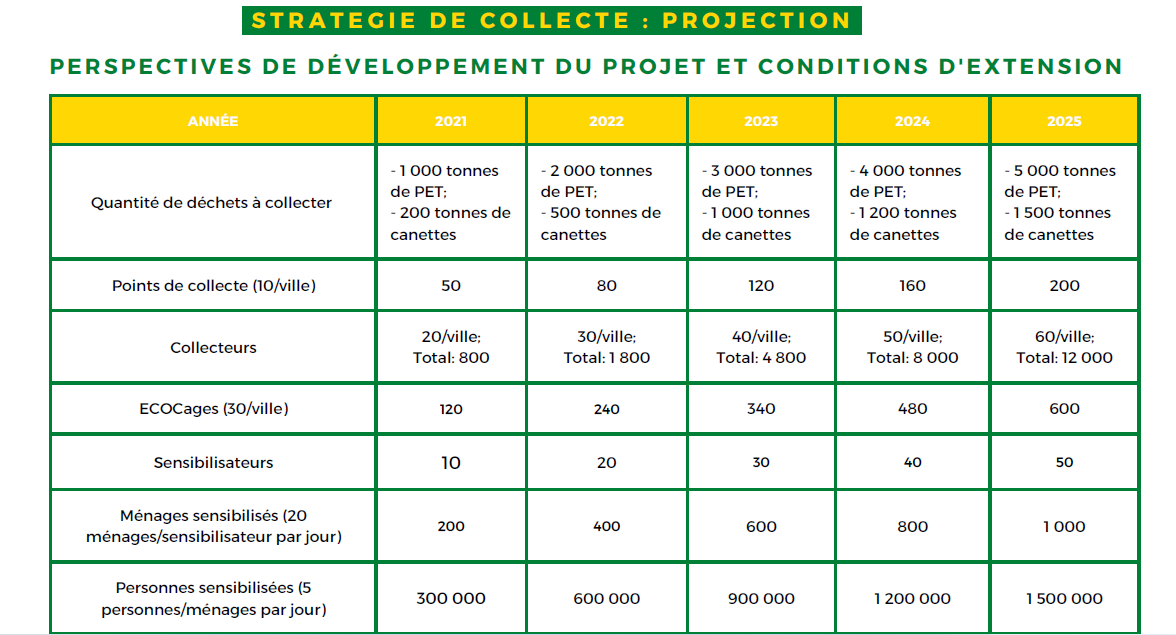 STRATEGIE DE COLLECTE : PROJECTION
PERSPECTIVES DE DÉVELOPPEMENT DU PROJET ET CONDITIONS D'EXTENSION
ANNÉE 2021 2022 2023 2024 2025
Quantité de déchets à collecter
- 1 000 tonnes
de PET;
- 200 tonnes de
canettes
- 2 000 tonnes
de PET;
- 500 tonnes de
canettes
- 3 000 tonnes
de PET;
- 1 000 tonnes
de canettes
- 4 000 tonnes
de PET;
- 1 200 tonnes
de canettes
- 5 000 tonnes
de PET;
- 1 500 tonnes
de canettes
Points de collecte (10/ville) 50 80 120 160 200
Collecteurs
20/ville;
Total: 800
30/ville;
Total: 1 800
40/ville;
Total: 4 800
50/ville;
Total: 8 000
60/ville;
Total: 12 000
ECOCages (30/ville) 120 240 340 480 600
Sensibilisateurs 10 20 30 40 50
Ménages sensibilisés (20
ménages/sensibilisateur par jour)
200 400 600 800 1 000
Personnes sensibilisées (5
personnes/ménages par jour)
300 000 600 000 900 000 1 200 000 1 500 000